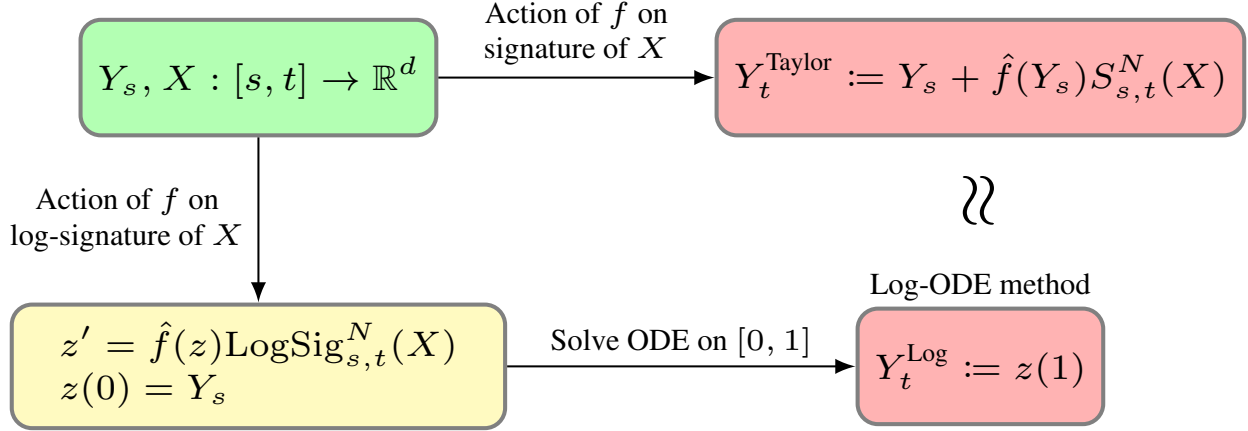 Action of f on
signature of X
Y_s, X : [s, t] → ℝ^d
Y_t^Taylor := Y_s + f̂(Y_s)S_{s,t}^N(X)
Action of f on
log-signature of X
≈
Log-ODE method
z′ = f̂(z)LogSig_{s,t}^N(X)
z(0) = Y_s
Solve ODE on [0, 1]
Y_t^Log := z(1)